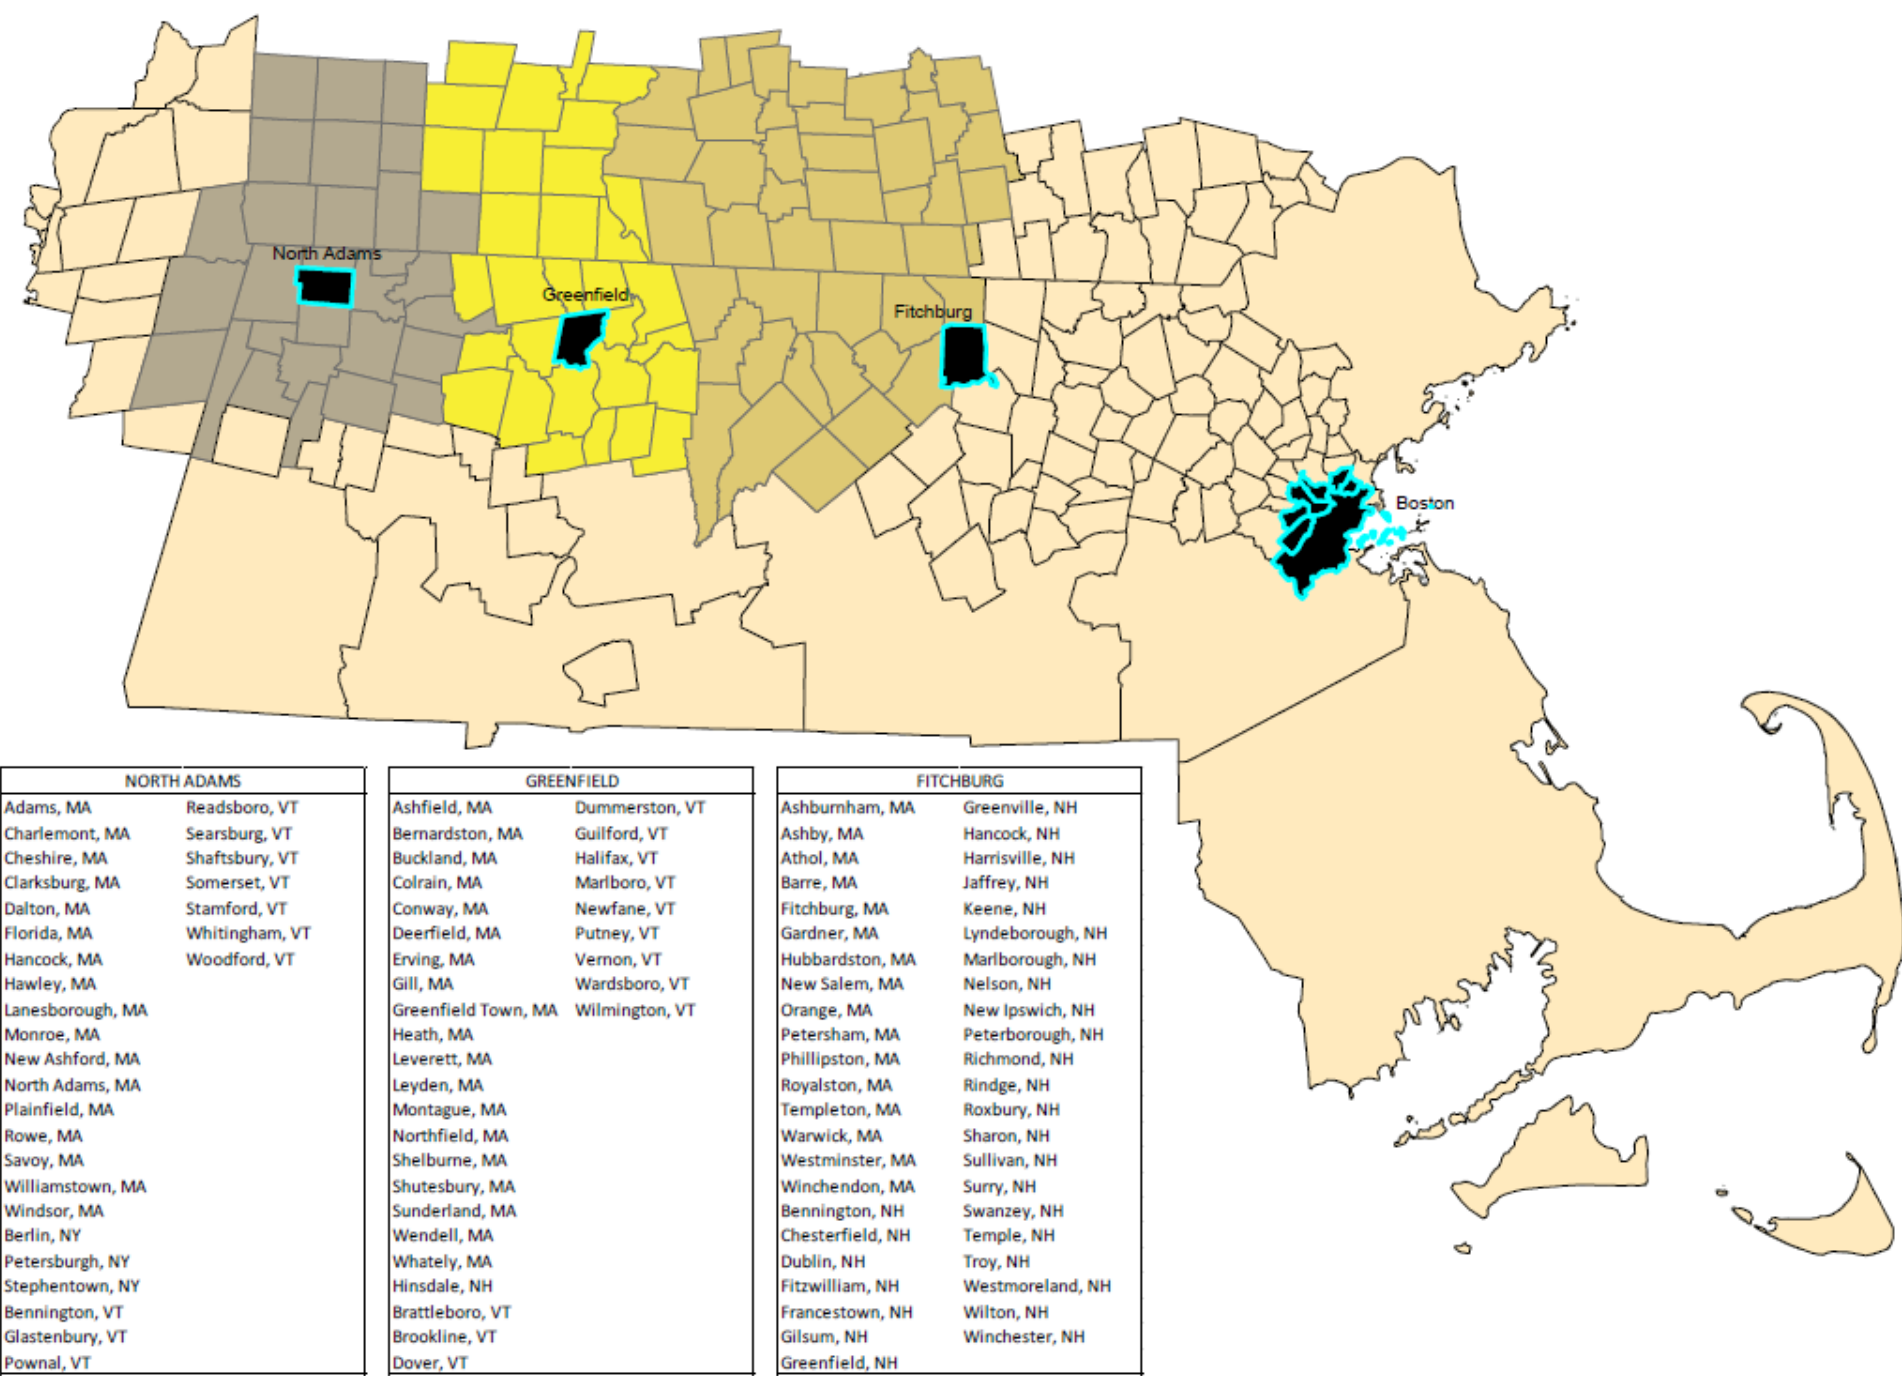 North Adams
Greenfield
Fitchburg
Boston
NORTH ADAMS
Adams, MA Readsboro, VT
Charlemont, MA Searsburg, VT
Cheshire, MA Shaftsbury, VT
Clarksburg, MA Somerset, VT
Dalton, MA Stamford, VT
Florida, MA Whitingham, VT
Hancock, MA Woodford, VT
Hawley, MA
Lanesborough, MA
Monroe, MA
New Ashford, MA
North Adams, MA
Plainfield, MA
Rowe, MA
Savoy, MA
Williamstown, MA
Windsor, MA
Berlin, NY
Petersburgh, NY
Stephentown, NY
Bennington, VT
Glastenbury, VT
Pownal, VT
GREENFIELD
Ashfield, MA Dummerston, VT
Bernardston, MA Guilford, VT
Buckland, MA Halifax, VT
Colrain, MA Marlboro, VT
Conway, MA Newfane, VT
Deerfield, MA Putney, VT
Erving, MA Vernon, VT
Gill, MA Wardsboro, VT
Greenfield Town, MA Wilmington, VT
Heath, MA
Leverett, MA
Leyden, MA
Montague, MA
Northfield, MA
Shelburne, MA
Shutesbury, MA
Sunderland, MA
Wendell, MA
Whately, MA
Hinsdale, NH
Brattleboro, VT
Brookline, VT
Dover, VT
FITCHBURG
Ashburnham, MA Greenville, NH
Ashby, MA Hancock, NH
Athol, MA Harrisville, NH
Barre, MA Jaffrey, NH
Fitchburg, MA Keene, NH
Gardner, MA Lyndeborough, NH
Hubbardston, MA Marlborough, NH
New Salem, MA Nelson, NH
Orange, MA New Ipswich, NH
Petersham, MA Peterborough, NH
Phillipston, MA Richmond, NH
Royalston, MA Rindge, NH
Templeton, MA Roxbury, NH
Warwick, MA Sharon, NH
Westminster, MA Sullivan, NH
Winchendon, MA Surry, NH
Bennington, NH Swanzey, NH
Chesterfield, NH Temple, NH
Dublin, NH Troy, NH
Fitzwilliam, NH Westmoreland, NH
Francestown, NH Wilton, NH
Gilsum, NH Winchester, NH
Greenfield, NH